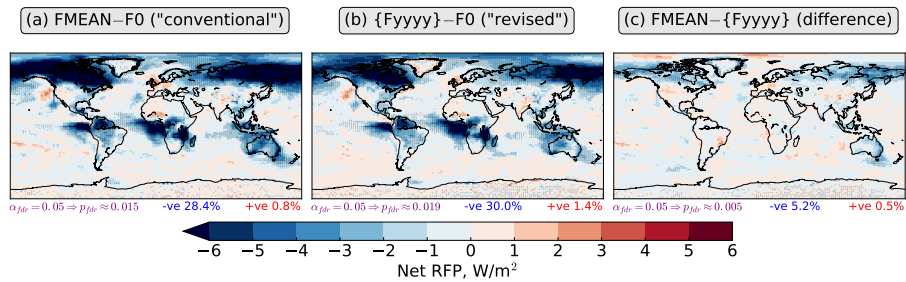 (a) FMEAN−F0 ("conventional")
(b) {Fyyyy}−F0 ("revised")
(c) FMEAN−{Fyyyy} (difference)
α_fdr = 0.05 ⇒ p_fdr ≈ 0.015 -ve 28.4% +ve 0.8%
α_fdr = 0.05 ⇒ p_fdr ≈ 0.019 -ve 30.0% +ve 1.4%
α_fdr = 0.05 ⇒ p_fdr ≈ 0.005 -ve 5.2% +ve 0.5%
−6 −5 −4 −3 −2 −1 0 1 2 3 4 5 6
Net RFP, W/m²